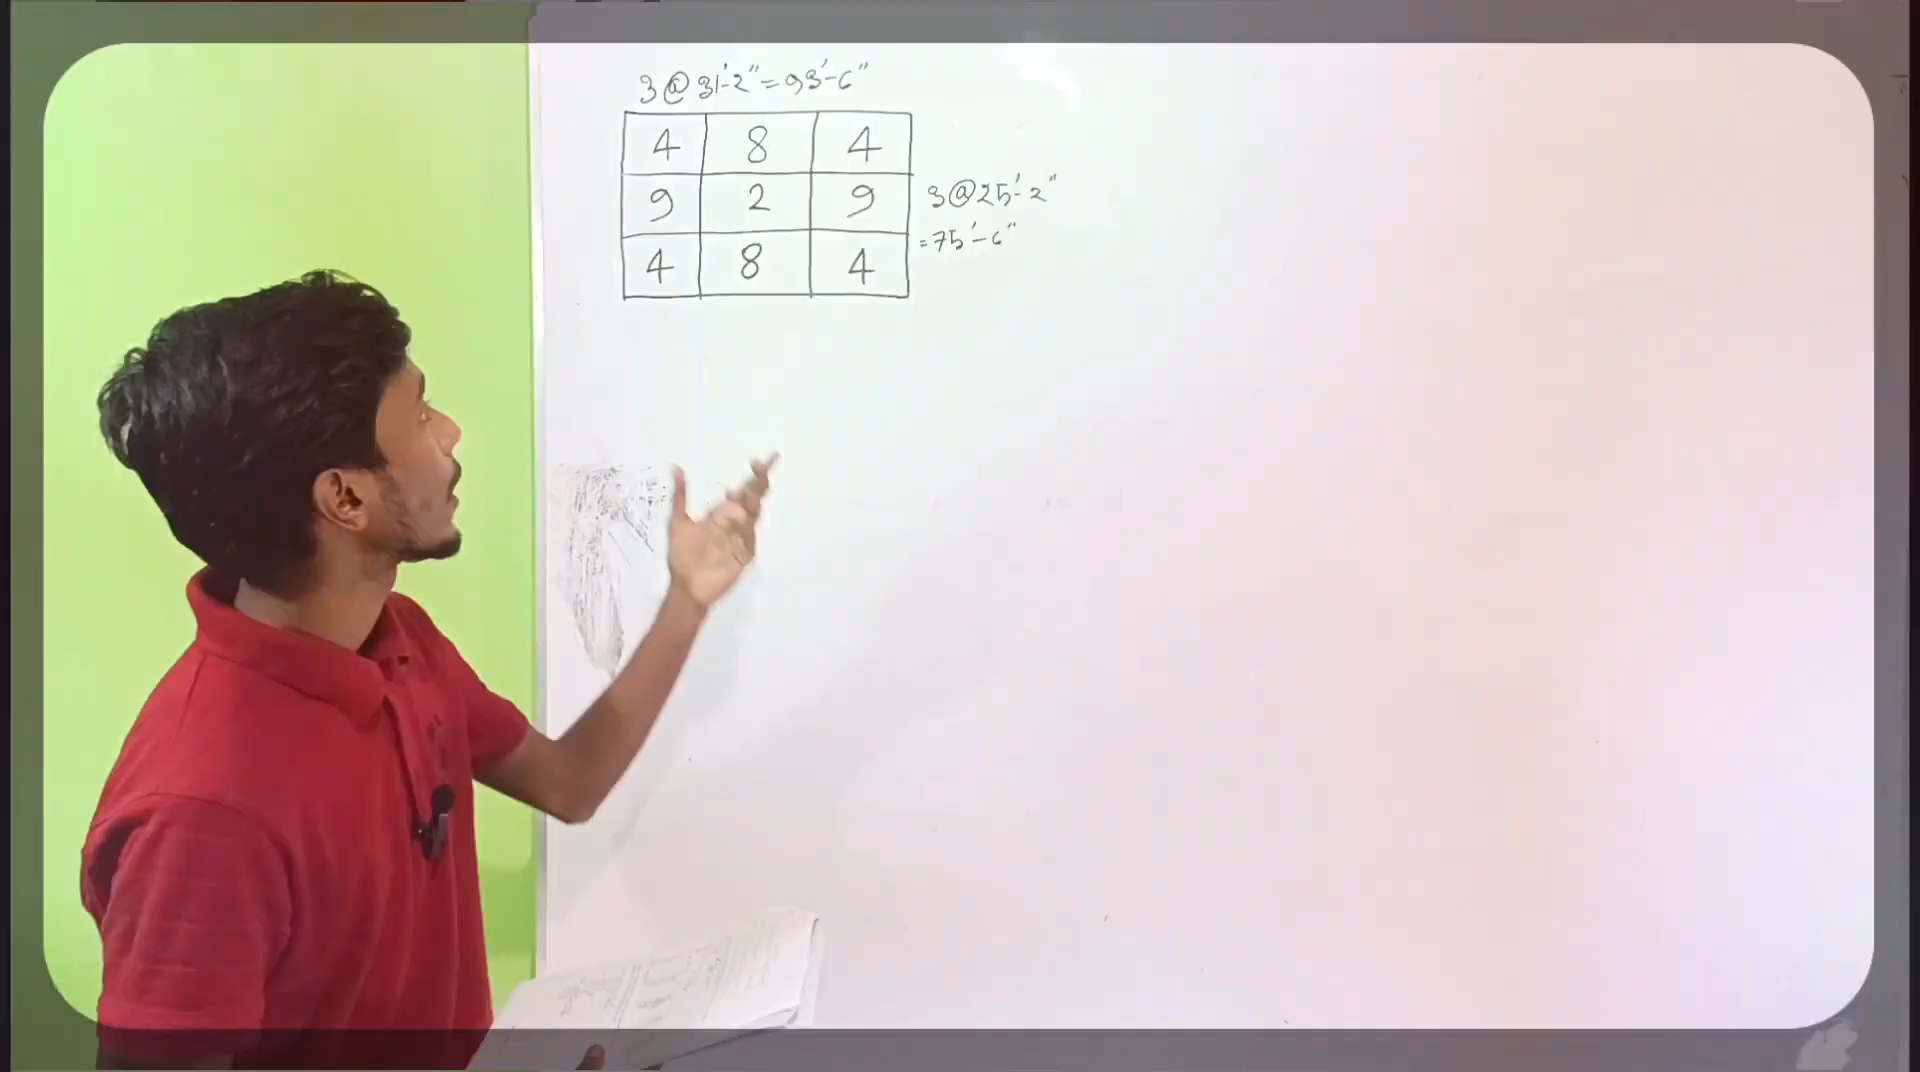 3@31'-2"=93'-6"
4 8 4
9 2 9
3@25'-2"
=75'-6"
4 8 4